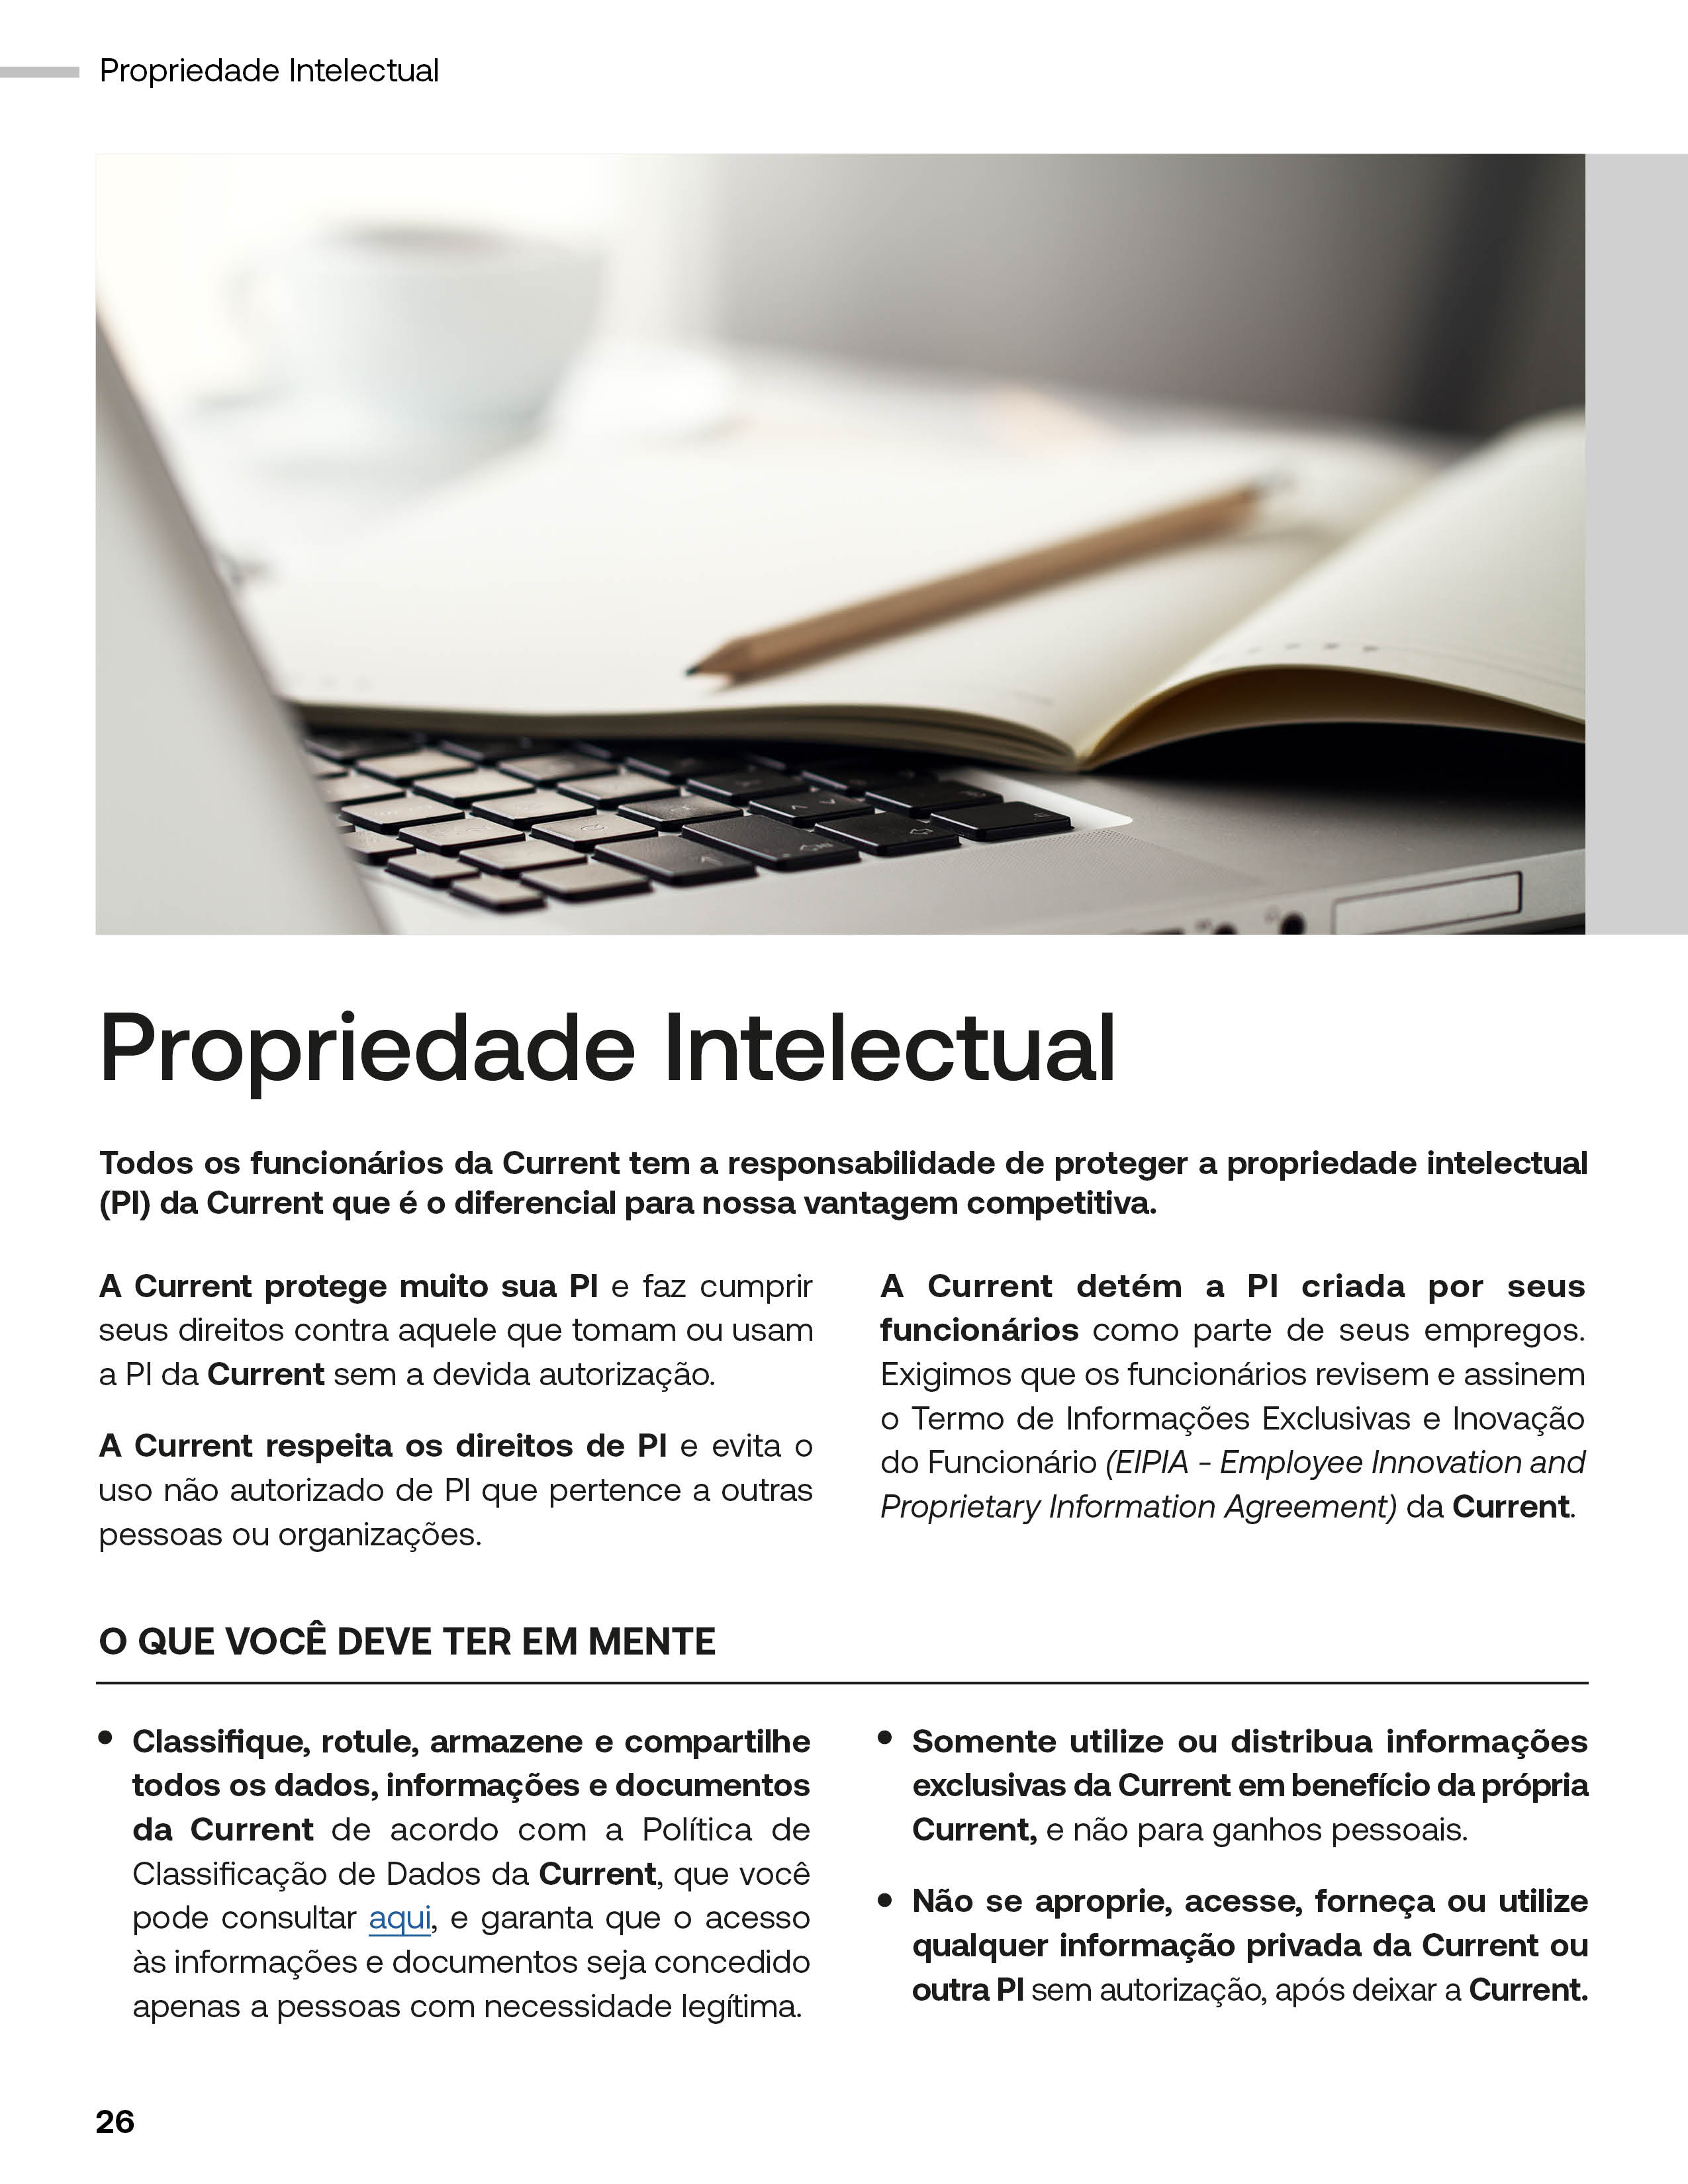 Propriedade Intelectual
Propriedade Intelectual
Todos os funcionários da Current tem a responsabilidade de proteger a propriedade intelectual
(PI) da Current que é o diferencial para nossa vantagem competitiva.
A Current protege muito sua PI e faz cumprir
seus direitos contra aquele que tomam ou usam
a PI da Current sem a devida autorização.
A Current respeita os direitos de PI e evita o
uso não autorizado de PI que pertence a outras
pessoas ou organizações.
A Current detém a PI criada por seus
funcionários como parte de seus empregos.
Exigimos que os funcionários revisem e assinem
o Termo de Informações Exclusivas e Inovação
do Funcionário (EIPIA - Employee Innovation and
Proprietary Information Agreement) da Current.
O QUE VOCÊ DEVE TER EM MENTE
• Classifique, rotule, armazene e compartilhe
todos os dados, informações e documentos
da Current de acordo com a Política de
Classificação de Dados da Current, que você
pode consultar aqui, e garanta que o acesso
às informações e documentos seja concedido
apenas a pessoas com necessidade legítima.
• Somente utilize ou distribua informações
exclusivas da Current em benefício da própria
Current, e não para ganhos pessoais.
• Não se aproprie, acesse, forneça ou utilize
qualquer informação privada da Current ou
outra PI sem autorização, após deixar a Current.
26